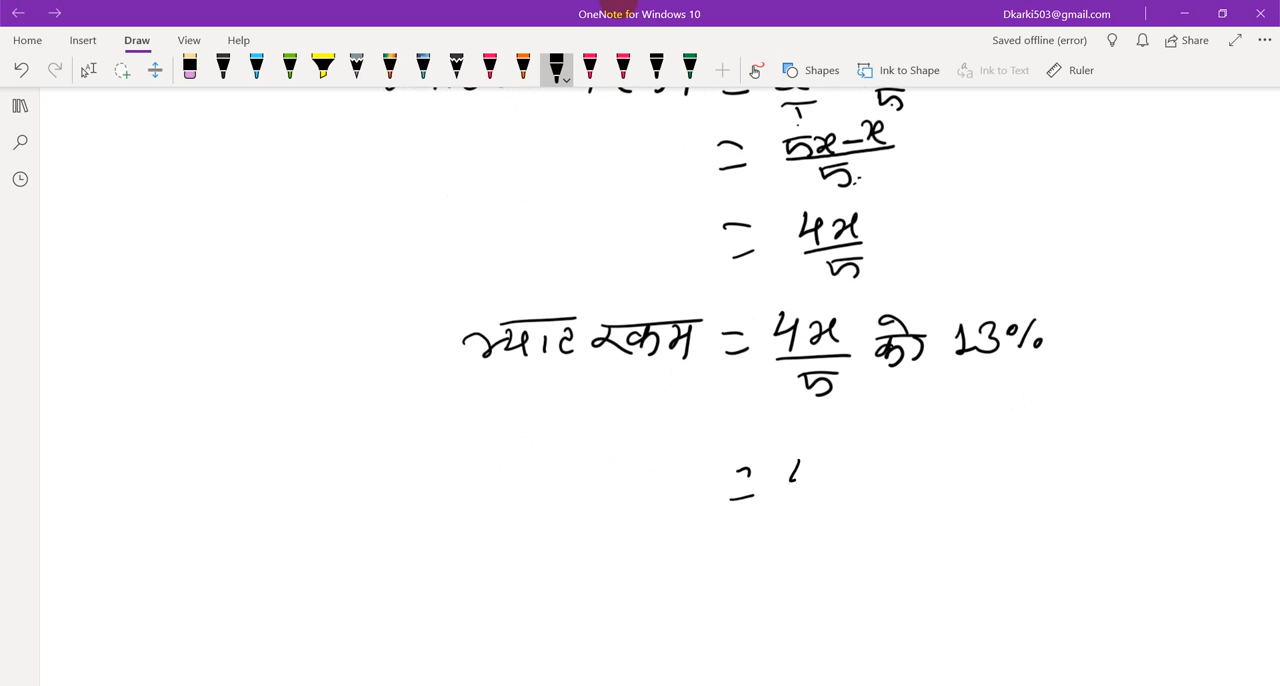 OneNote for Windows 10
Dkarki503@gmail.com
Home Insert Draw View Help
Saved offline (error)
Share
Shapes
Ink to Shape
Ink to Text
Ruler
5
= 5x-x/5
= 4x/5
भ्याट रकम = 4x/5 को 13%
=